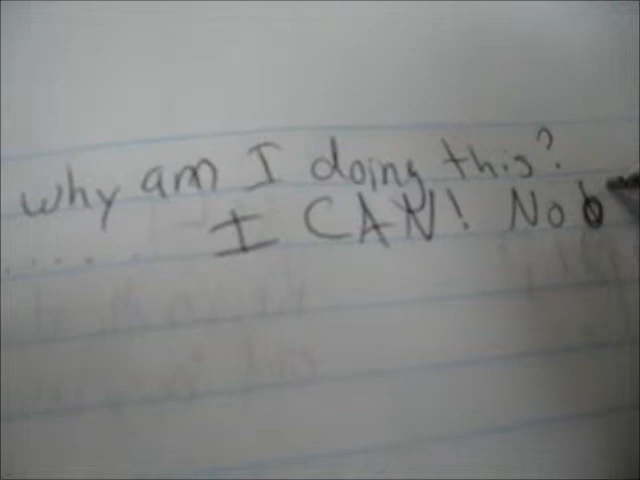 why am I doing this?
..... I CAN! No